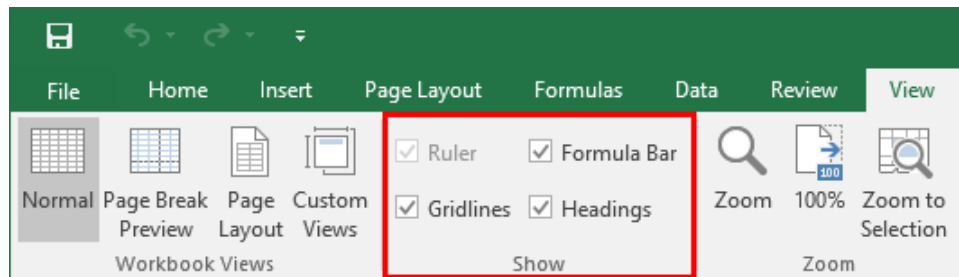 File Home Insert Page Layout Formulas Data Review View
Ruler Formula Bar
100
Normal Page Break Page Custom Gridlines Headings Zoom 100% Zoom to
Preview Layout Views Selection
Workbook Views Show Zoom